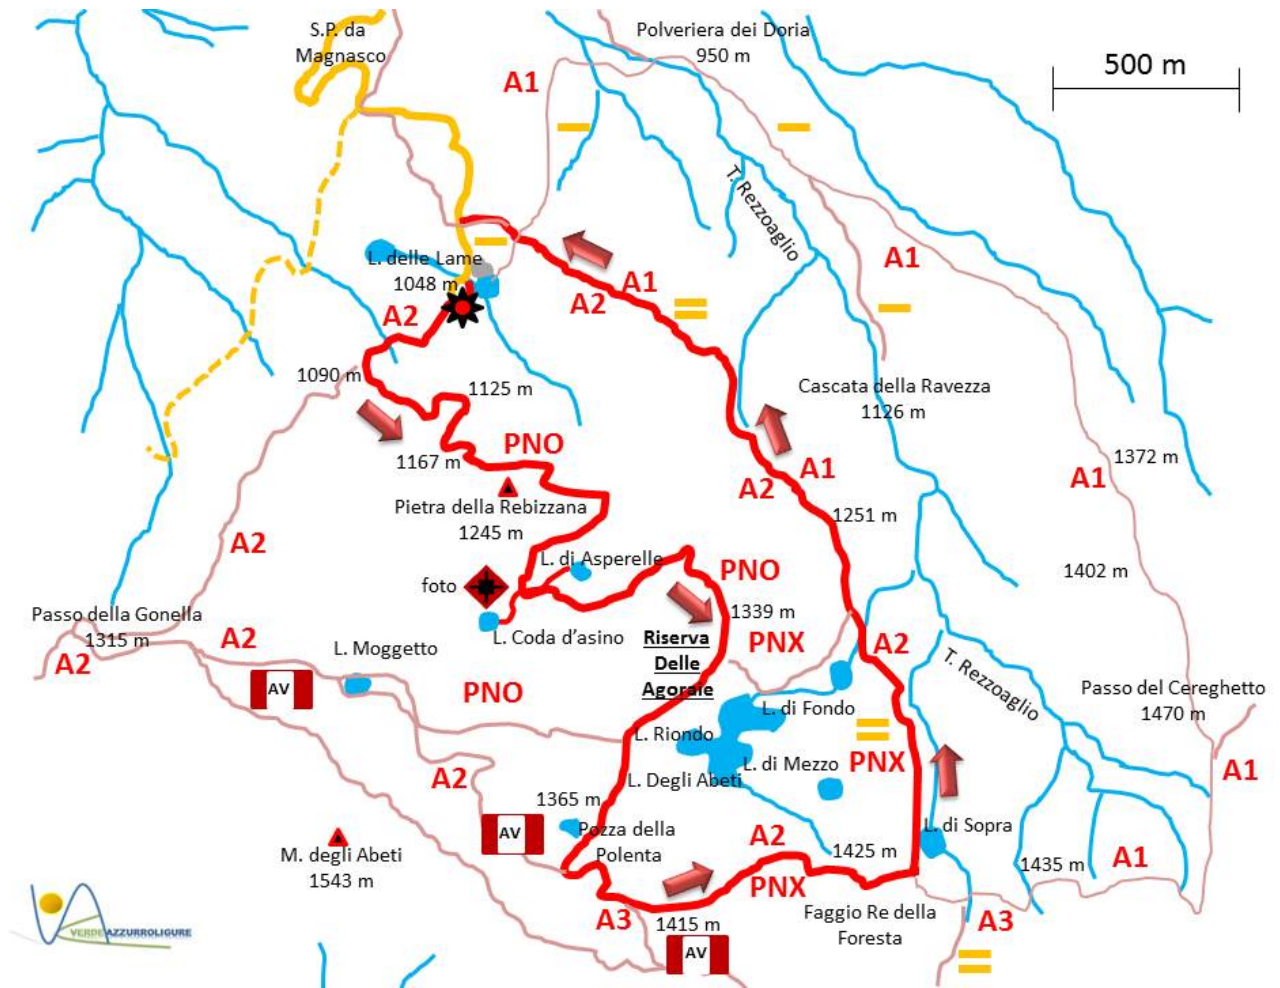 S.P. da
Magnasco
Polveriera dei Doria
950 m
500 m
A1
T. Rezzoaglio
A1
L. delle Lame
1048 m
A1
A2
A2
1090 m
1125 m
Cascata della Ravezza
1126 m
PNO
1167 m
1372 m
A1
A1
A2
Pietra della Rebizzana
1245 m
1251 m
A2
L. di Asperelle
foto
PNO
1402 m
Passo della Gonella
1315 m
1339 m
L. Coda d'asino
Riserva
Delle
Agoraie
PNX
A2
A2
A2
L. Moggetto
T. Rezzoaglio
AV
PNO
Passo del Cereghetto
1470 m
L. di Fondo
L. Riondo
PNX
L. di Mezzo
A2
L. Degli Abeti
A1
1365 m
AV
Pozza della
Polenta
A2
L. di Sopra
M. degli Abeti
1543 m
1425 m
1435 m
A1
PNX
A3
1415 m
Faggio Re della
Foresta
A3
AV
VERDEAZZURROLIGURE